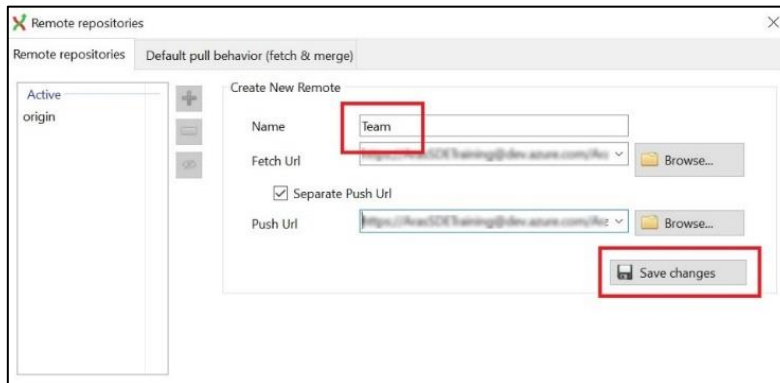 Remote repositories
Remote repositories Default pull behavior (fetch & merge)
Active
origin
Create New Remote
Name Team
Fetch Url Browse...
Separate Push Url
Push Url Browse...
Save changes